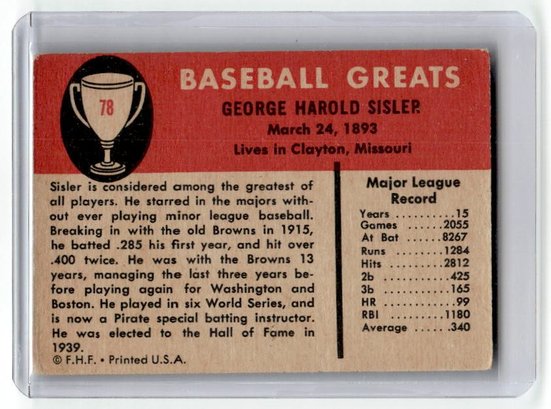 78
BASEBALL GREATS
GEORGE HAROLD SISLER
March 24, 1893
Lives in Clayton, Missouri
Sisler is considered among the greatest of
all players. He starred in the majors with-
out ever playing minor league baseball.
Breaking in with the old Browns in 1915,
he batted .285 his first year, and hit over
.400 twice. He was with the Browns 13
years, managing the last three years be-
fore playing again for Washington and
Boston. He played in six World Series, and
is now a Pirate special batting instructor.
He was elected to the Hall of Fame in
1939.
© F.H.F. • Printed U.S.A.
Major League
Record
Years ..........15
Games ........2055
At Bat ........8267
Runs .........1284
Hits ..........2812
2b ............425
3b ............165
HR .............99
RBI ..........1180
Average .......340